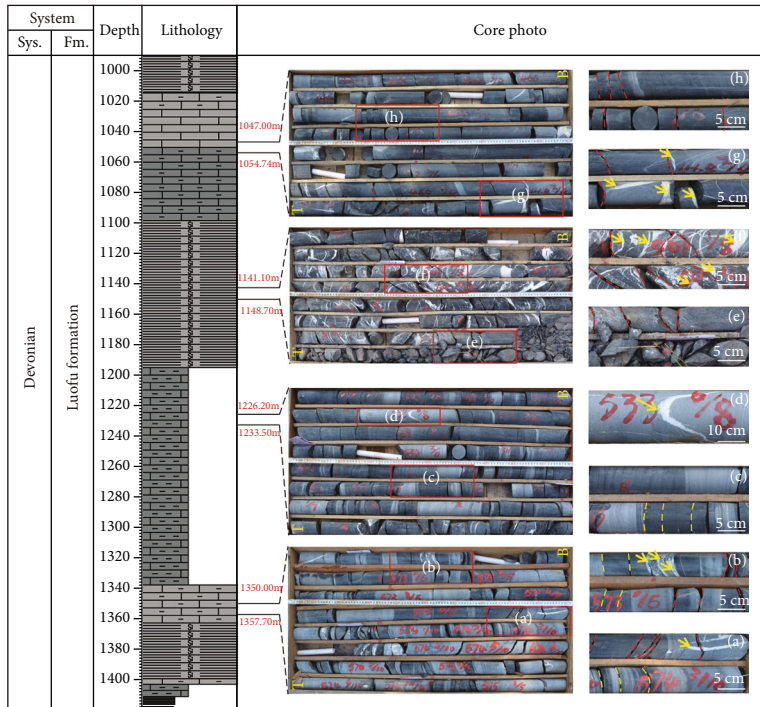 System
Sys. Fm. Depth Lithology Core photo
Devonian
Luofu formation
1000
1020
1040
1060
1080
1100
1120
1140
1160
1180
1200
1220
1240
1260
1280
1300
1320
1340
1360
1380
1400
1047.00m
1054.74m
1141.10m
1148.70m
1226.20m
1233.50m
1350.00m
1357.70m
B
(h)
(g)
T
B
(f)
(e)
T
B
(d)
(c)
T
B
(b)
(a)
T
(h)
5 cm
(g)
5 cm
5 cm
(e)
5 cm
(d)
533 9/8
10 cm
(c)
5 cm
(b)
5 cm
(a)
574
5 cm